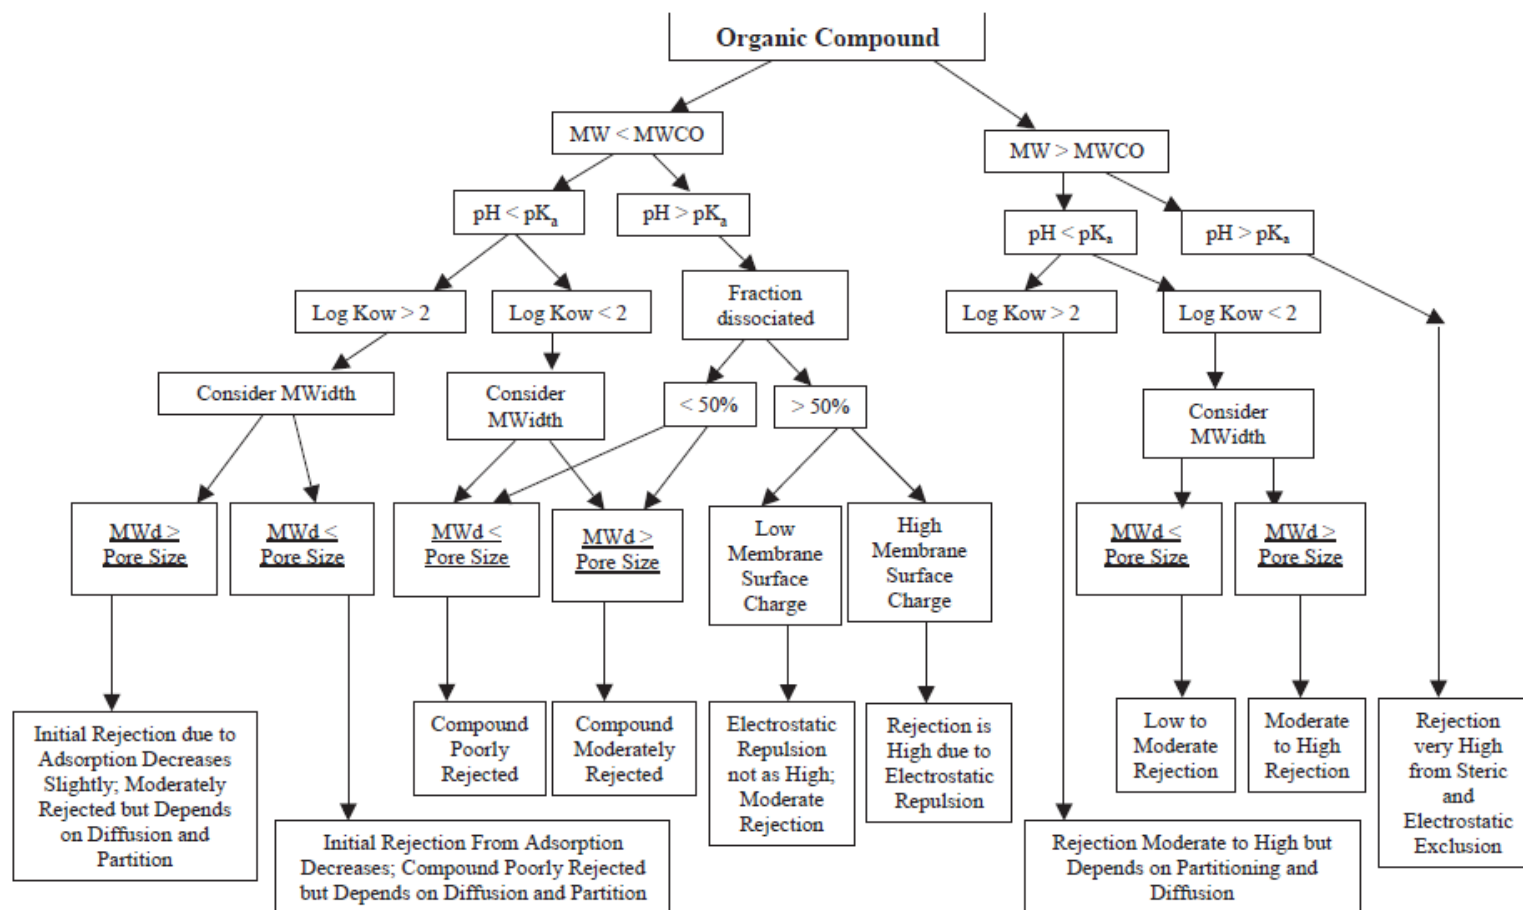 Organic Compound
MW < MWCO
MW > MWCO
pH < pKa
pH > pKa
pH < pKa
pH > pKa
Log Kow > 2
Log Kow < 2
Fraction
dissociated
Log Kow > 2
Log Kow < 2
Consider MWidth
Consider
MWidth
< 50%
> 50%
Consider
MWidth
MWd >
Pore Size
MWd <
Pore Size
MWd <
Pore Size
MWd >
Pore Size
Low
Membrane
Surface
Charge
High
Membrane
Surface
Charge
MWd <
Pore Size
MWd >
Pore Size
Initial Rejection due to
Adsorption Decreases
Slightly; Moderately
Rejected but Depends
on Diffusion and
Partition
Initial Rejection From Adsorption
Decreases; Compound Poorly Rejected
but Depends on Diffusion and Partition
Compound
Poorly
Rejected
Compound
Moderately
Rejected
Electrostatic
Repulsion
not as High;
Moderate
Rejection
Rejection is
High due to
Electrostatic
Repulsion
Rejection Moderate to High but
Depends on Partitioning and
Diffusion
Low to
Moderate
Rejection
Moderate
to High
Rejection
Rejection
very High
from Steric
and
Electrostatic
Exclusion